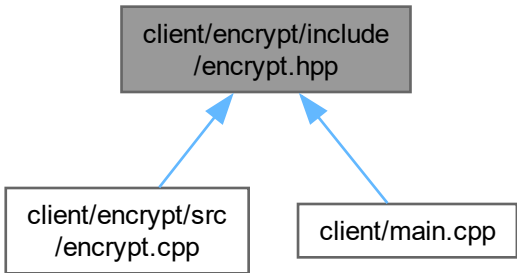 client/encrypt/include
/encrypt.hpp
client/encrypt/src
/encrypt.cpp
client/main.cpp